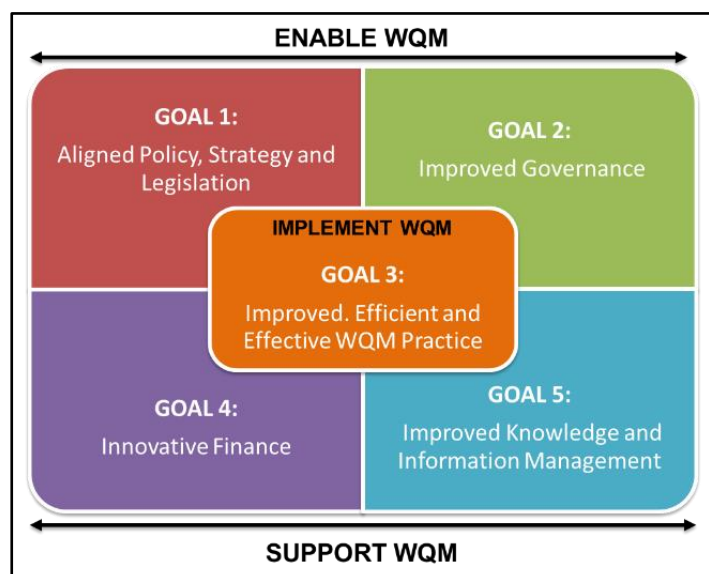 ENABLE WQM
GOAL 1:
Aligned Policy, Strategy and
Legislation
GOAL 2:
Improved Governance
IMPLEMENT WQM
GOAL 3:
Improved. Efficient and
Effective WQM Practice
GOAL 4:
Innovative Finance
GOAL 5:
Improved Knowledge and
Information Management
SUPPORT WQM